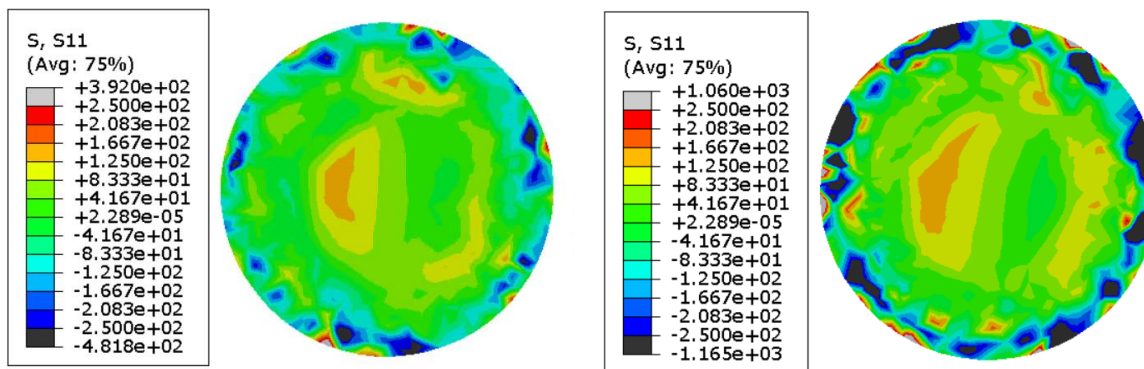 S, S11
(Avg: 75%)
+3.920e+02
+2.500e+02
+2.083e+02
+1.667e+02
+1.250e+02
+8.333e+01
+4.167e+01
+2.289e-05
-4.167e+01
-8.333e+01
-1.250e+02
-1.667e+02
-2.083e+02
-2.500e+02
-4.818e+02
S, S11
(Avg: 75%)
+1.060e+03
+2.500e+02
+2.083e+02
+1.667e+02
+1.250e+02
+8.333e+01
+4.167e+01
+2.289e-05
-4.167e+01
-8.333e+01
-1.250e+02
-1.667e+02
-2.083e+02
-2.500e+02
-1.165e+03